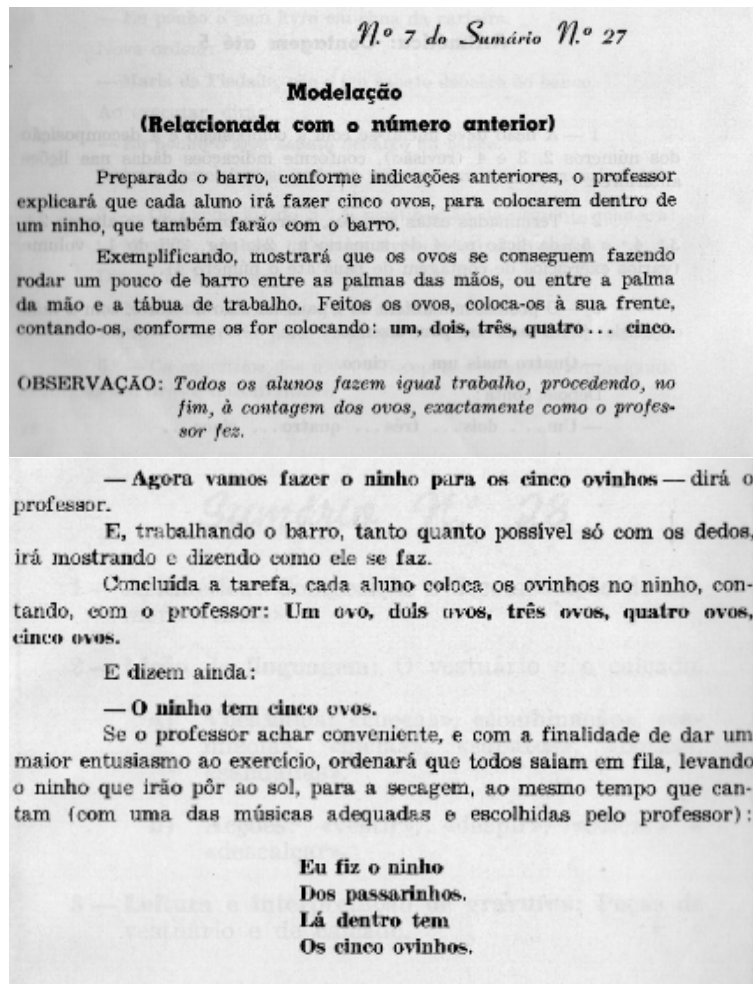 N.º 7 do Sumário N.º 27
Modelação
(Relacionada com o número anterior)
Preparado o barro, conforme indicações anteriores, o professor
explicará que cada aluno irá fazer cinco ovos, para colocarem dentro de
um ninho, que também farão com o barro.
Exemplificando, mostrará que os ovos se conseguem fazendo
rodar um pouco de barro entre as palmas das mãos, ou entre a palma
da mão e a tábua de trabalho. Feitos os ovos, coloca-os à sua frente,
contando-os, conforme os for colocando: um, dois, três, quatro... cinco.
OBSERVAÇÃO: Todos os alunos fazem igual trabalho, procedendo, no
fim, à contagem dos ovos, exactamente como o profes-
sor fez.
— Agora vamos fazer o ninho para os cinco ovinhos — dirá o
professor.
E, trabalhando o barro, tanto quanto possível só com os dedos,
irá mostrando e dizendo como ele se faz.
Concluída a tarefa, cada aluno coloca os ovinhos no ninho, con-
tando, com o professor: Um ovo, dois ovos, três ovos, quatro ovos,
cinco ovos.
E dizem ainda:
— O ninho tem cinco ovos.
Se o professor achar conveniente, e com a finalidade de dar um
maior entusiasmo ao exercício, ordenará que todos saiam em fila, levando
o ninho que irão pôr ao sol, para a secagem, ao mesmo tempo que can-
tam (com uma das músicas adequadas e escolhidas pelo professor):
Eu fiz o ninho
Dos passarinhos.
Lá dentro tem
Os cinco ovinhos.